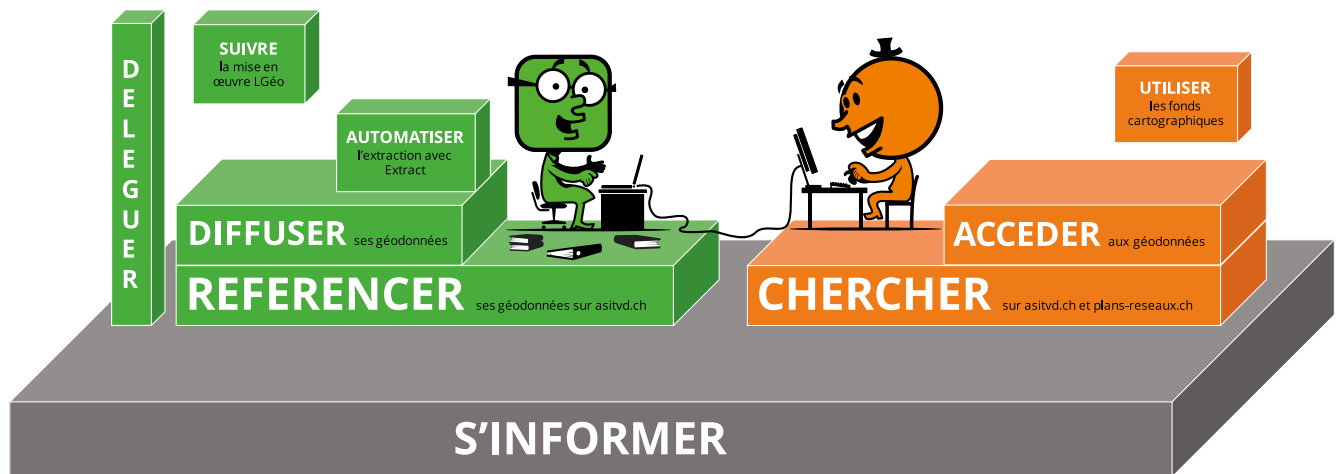 DELEGUER
SUIVRE
la mise en
œuvre LGéo
AUTOMATISER
l'extraction avec
Extract
DIFFUSER ses géodonnées
REFERENCER ses géodonnées sur asitvd.ch
UTILISER
les fonds
cartographiques
ACCEDER aux géodonnées
CHERCHER sur asitvd.ch et plans-reseaux.ch
S'INFORMER